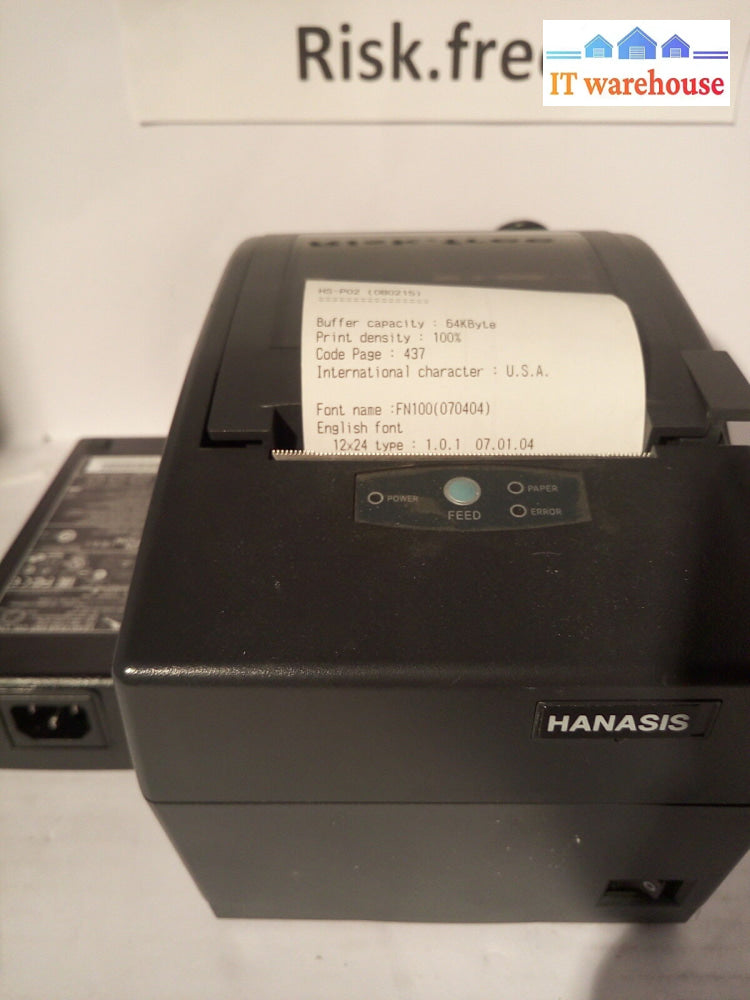 Risk.fre
IT warehouse
HS-P02 (080215)
================
Buffer capacity : 64KByte
Print density : 100%
Code Page : 437
International character : U.S.A.
Font name :FN100(070404)
English font
12x24 type : 1.0.1 07.01.04
POWER
FEED
PAPER
ERROR
HANASIS